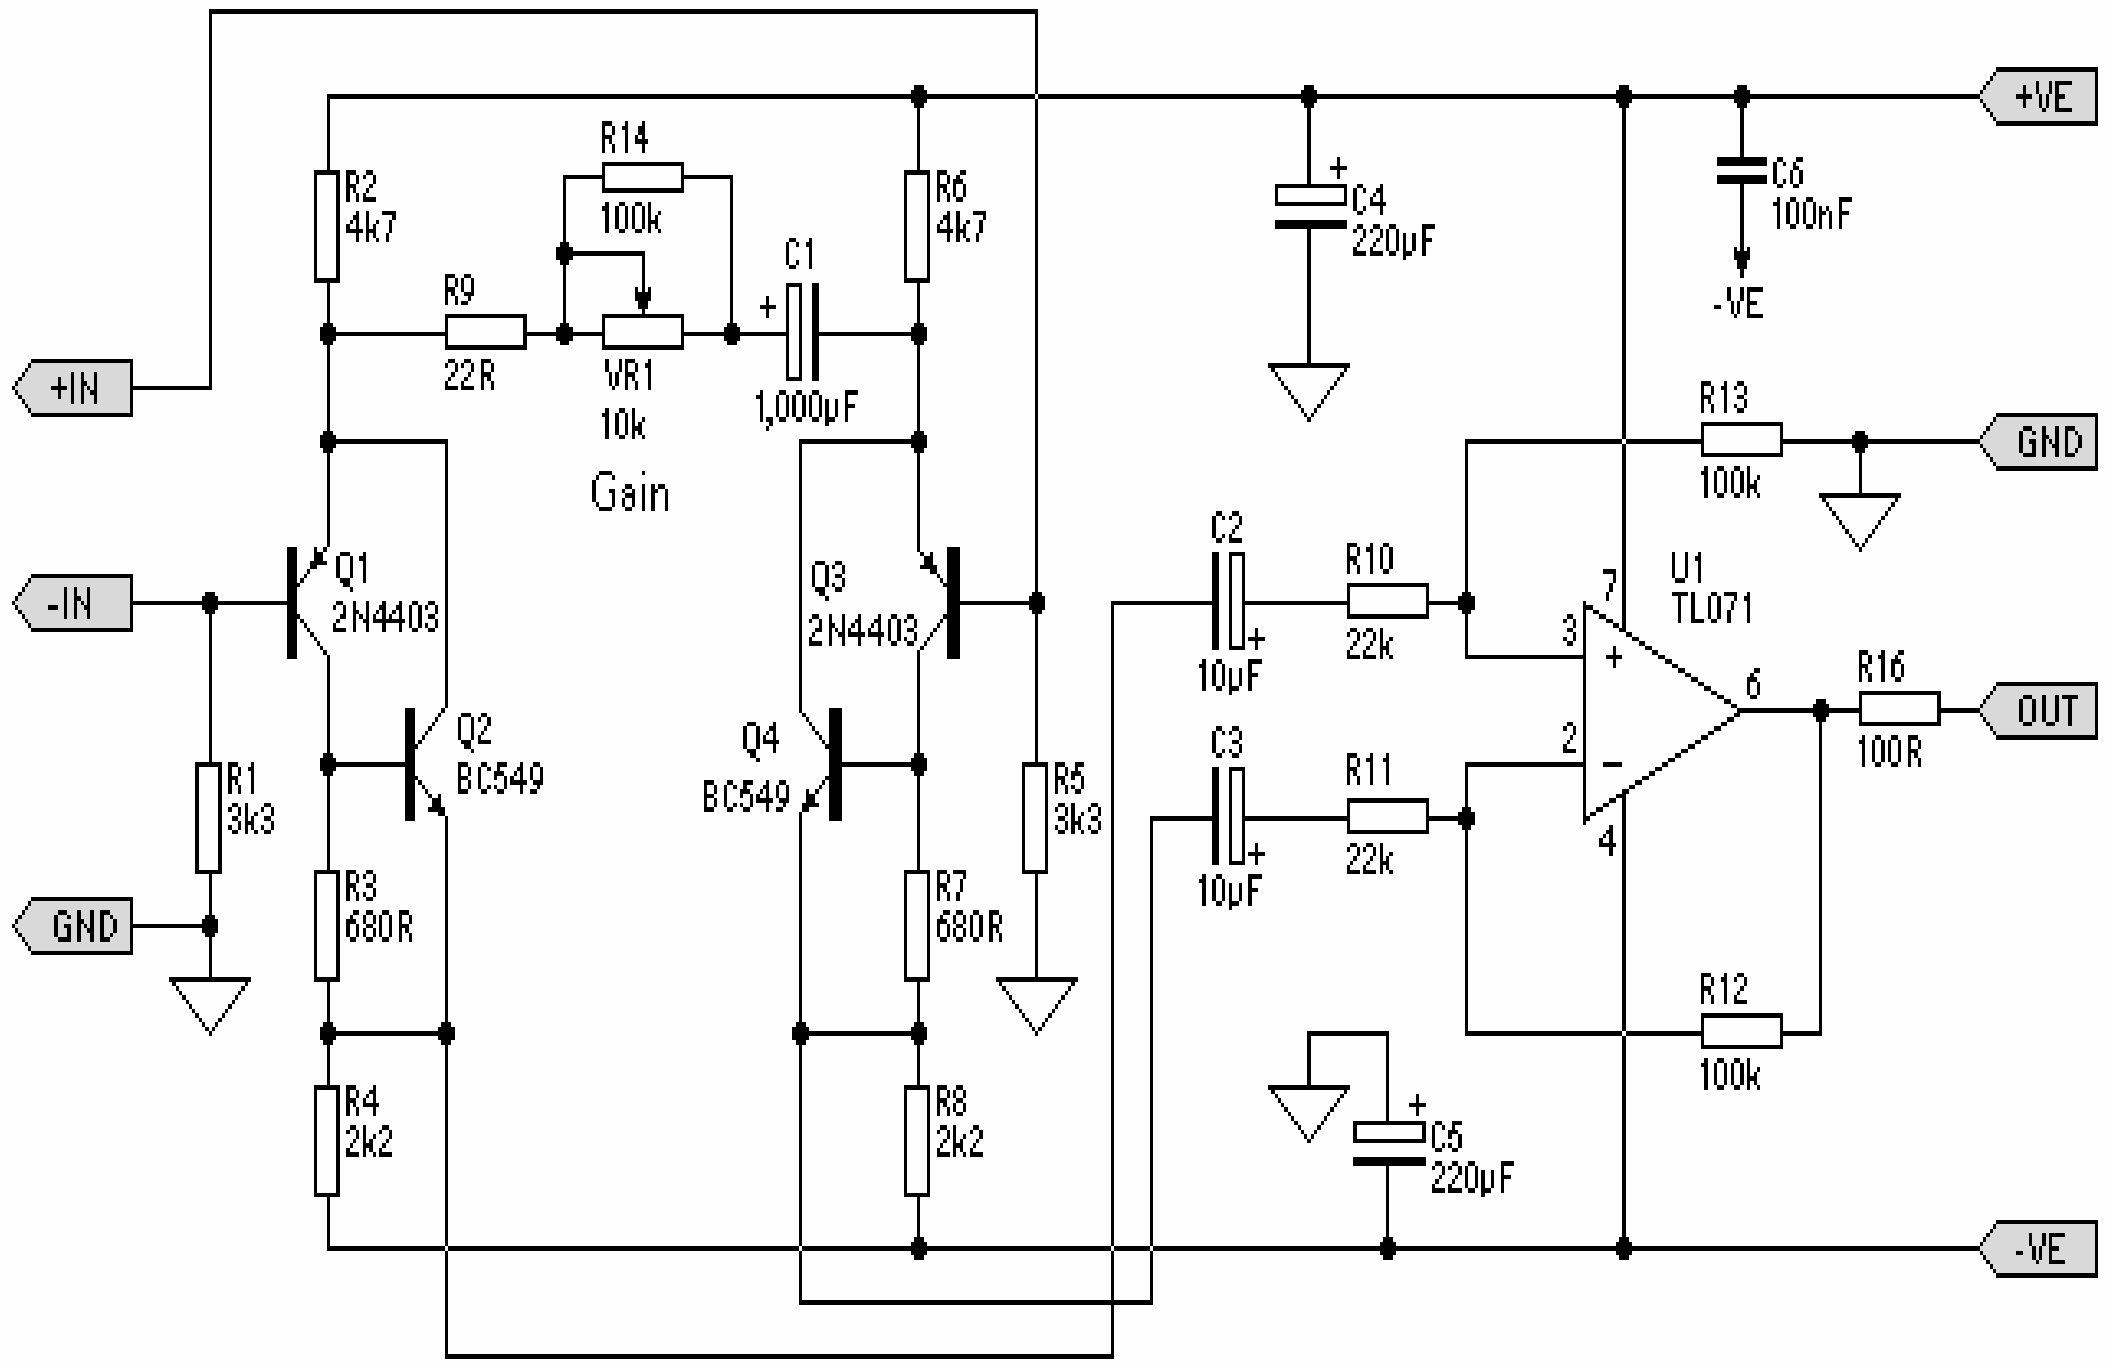 +VE
R14
100k
R2
4k7
R6
4k7
C1
+
1,000µF
R9
22R
VR1
10k
Gain
+
C4
220µF
C6
100nF
-VE
+IN
R13
100k
GND
C2
+
10µF
R10
22k
Q1
2N4403
Q3
2N4403
-IN
U1
TL071
7
3
+
2
-
4
6
R16
100R
OUT
Q2
BC549
Q4
BC549
C3
+
10µF
R11
22k
R1
3k3
R5
3k3
GND
R3
680R
R7
680R
R12
100k
R4
2k2
R8
2k2
+
C5
220µF
-VE